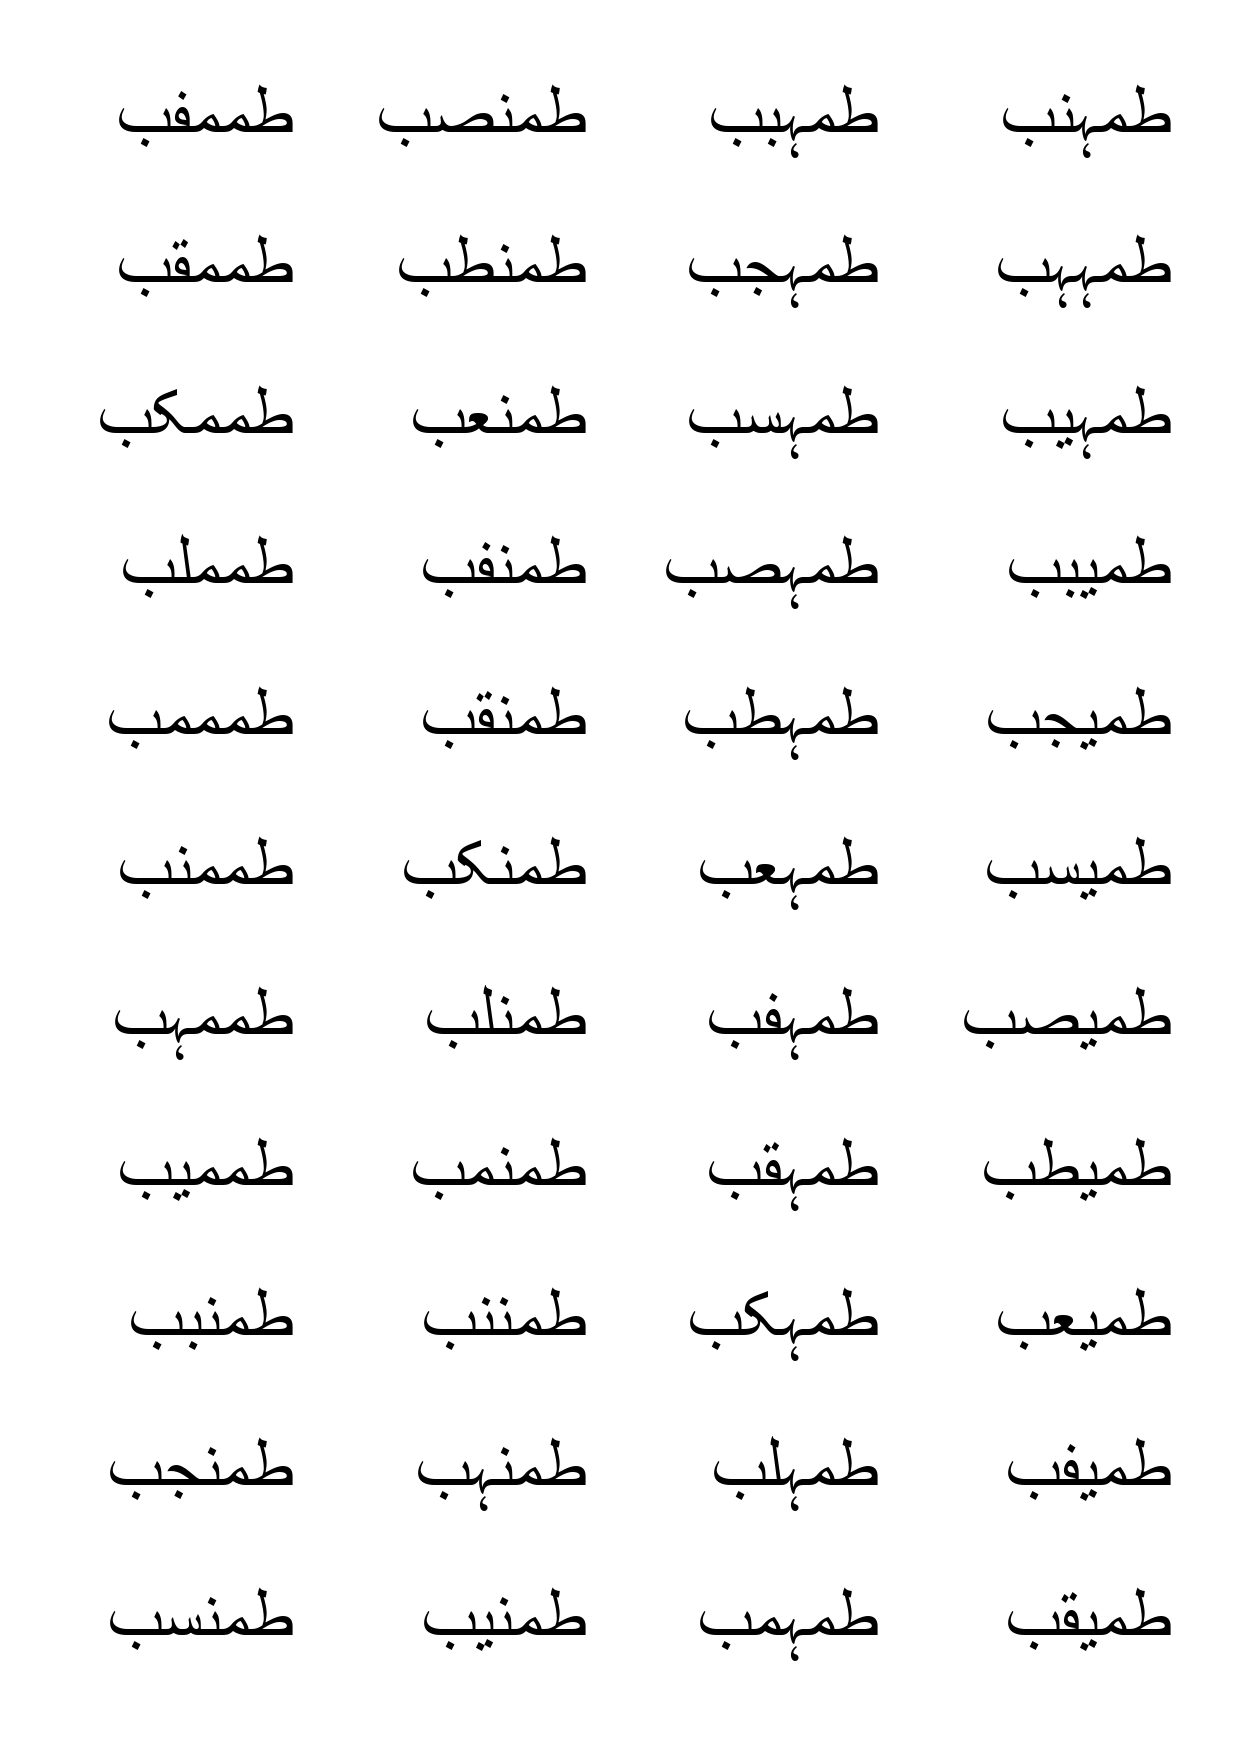 طمہنب طمہبب طمنصب طممفب
طمہہب طمہجب طمنطب طممقب
طمہیب طمہسب طمنعب طممکب
طمیبب طمہصب طمنفب طمملب
طمیجب طمہطب طمنقب طمممب
طمیسب طمہعب طمنکب طممنب
طمیصب طمہفب طمنلب طممہب
طمیطب طمہقب طمنمب طممیب
طمیعب طمہکب طمننب طمنبب
طمیفب طمہلب طمنہب طمنجب
طمیقب طمہمب طمنیب طمنسب